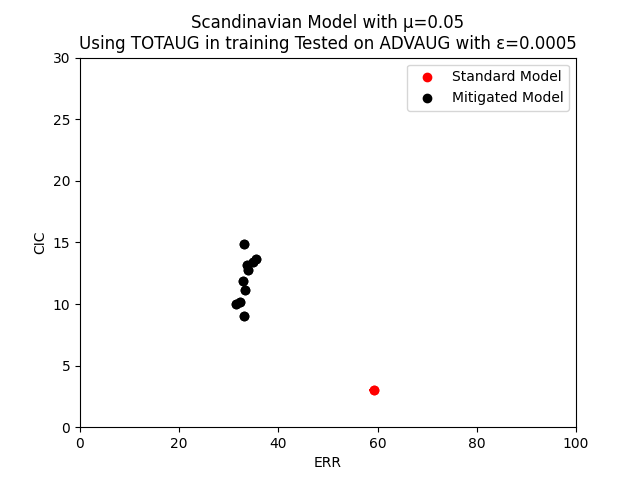 Scandinavian Model with μ=0.05
Using TOTAUG in training Tested on ADVAUG with ε=0.0005
Standard Model
Mitigated Model
30
25
20
15
10
5
0
CIC
0 20 40 60 80 100
ERR